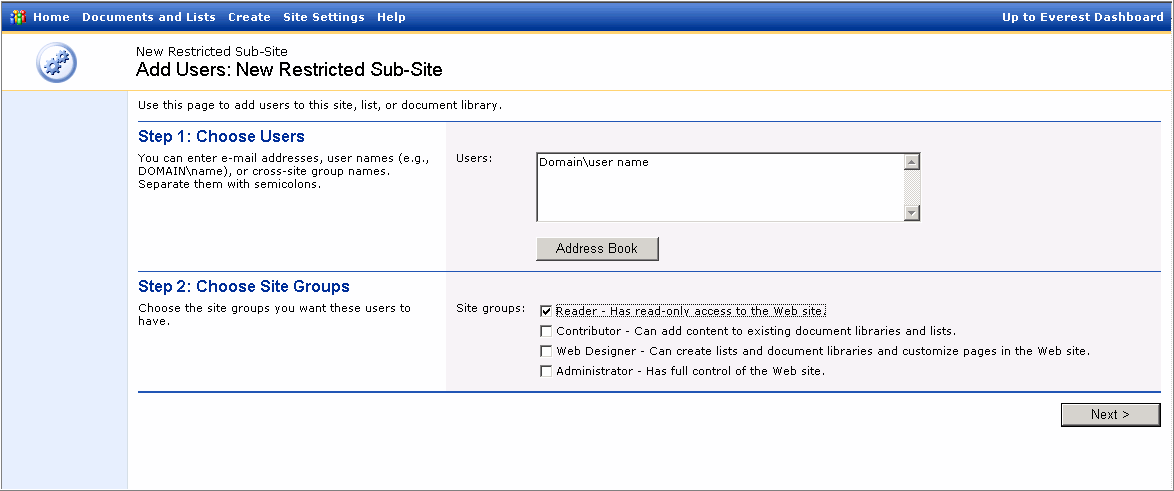 Home Documents and Lists Create Site Settings Help Up to Everest Dashboard
New Restricted Sub-Site
Add Users: New Restricted Sub-Site
Use this page to add users to this site, list, or document library.
Step 1: Choose Users
You can enter e-mail addresses, user names (e.g.,
DOMAIN\name), or cross-site group names.
Separate them with semicolons.
Users:
Domain\user name
Address Book
Step 2: Choose Site Groups
Choose the site groups you want these users to
have.
Site groups:
Reader - Has read-only access to the Web site.
Contributor - Can add content to existing document libraries and lists.
Web Designer - Can create lists and document libraries and customize pages in the Web site.
Administrator - Has full control of the Web site.
Next >